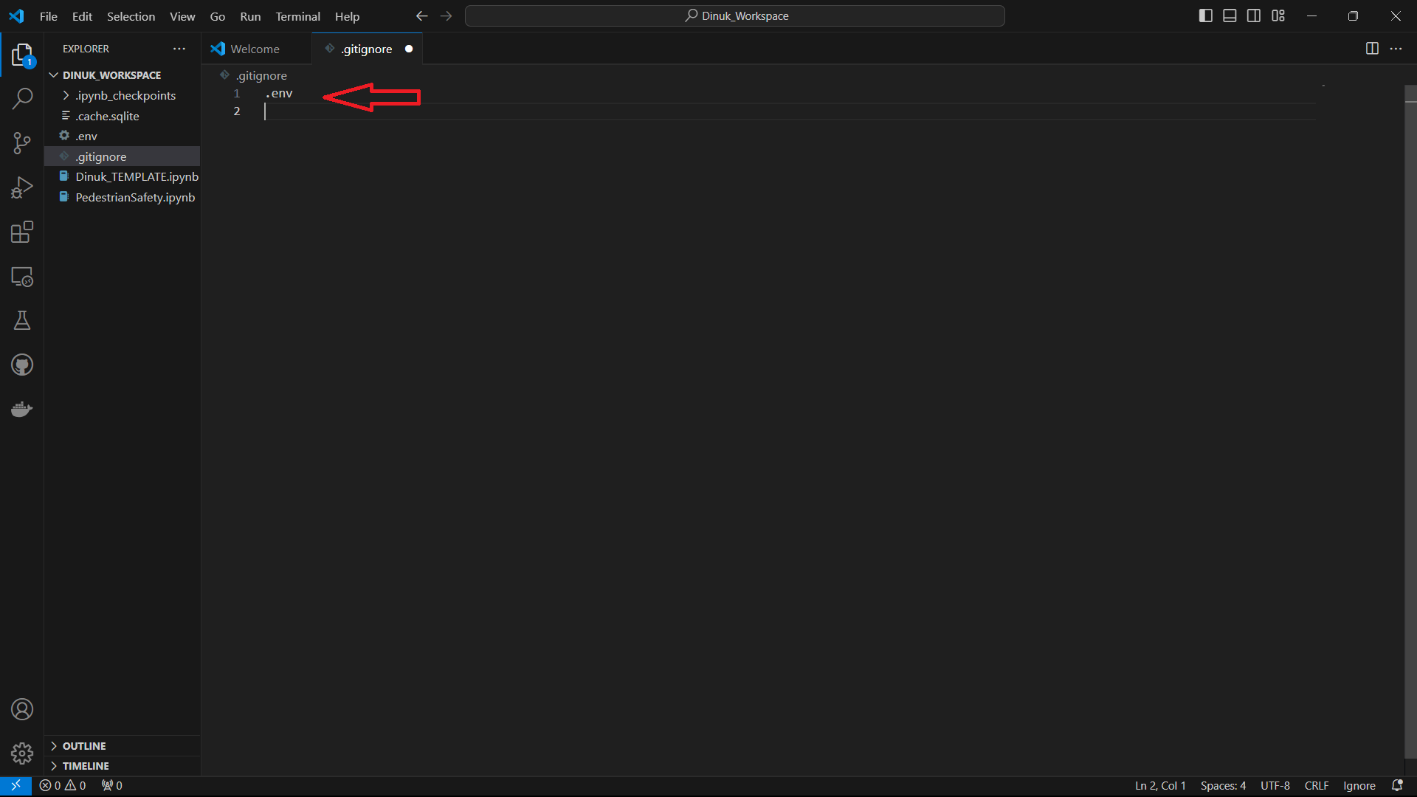 File Edit Selection View Go Run Terminal Help Dinuk_Workspace
EXPLORER
Welcome .gitignore
1
DINUK_WORKSPACE
.gitignore
.ipynb_checkpoints
1 .env
.cache.sqlite
2
.env
.gitignore
Dinuk_TEMPLATE.ipynb
PedestrianSafety.ipynb
OUTLINE
TIMELINE
0 0 0 Ln 2, Col 1 Spaces: 4 UTF-8 CRLF Ignore